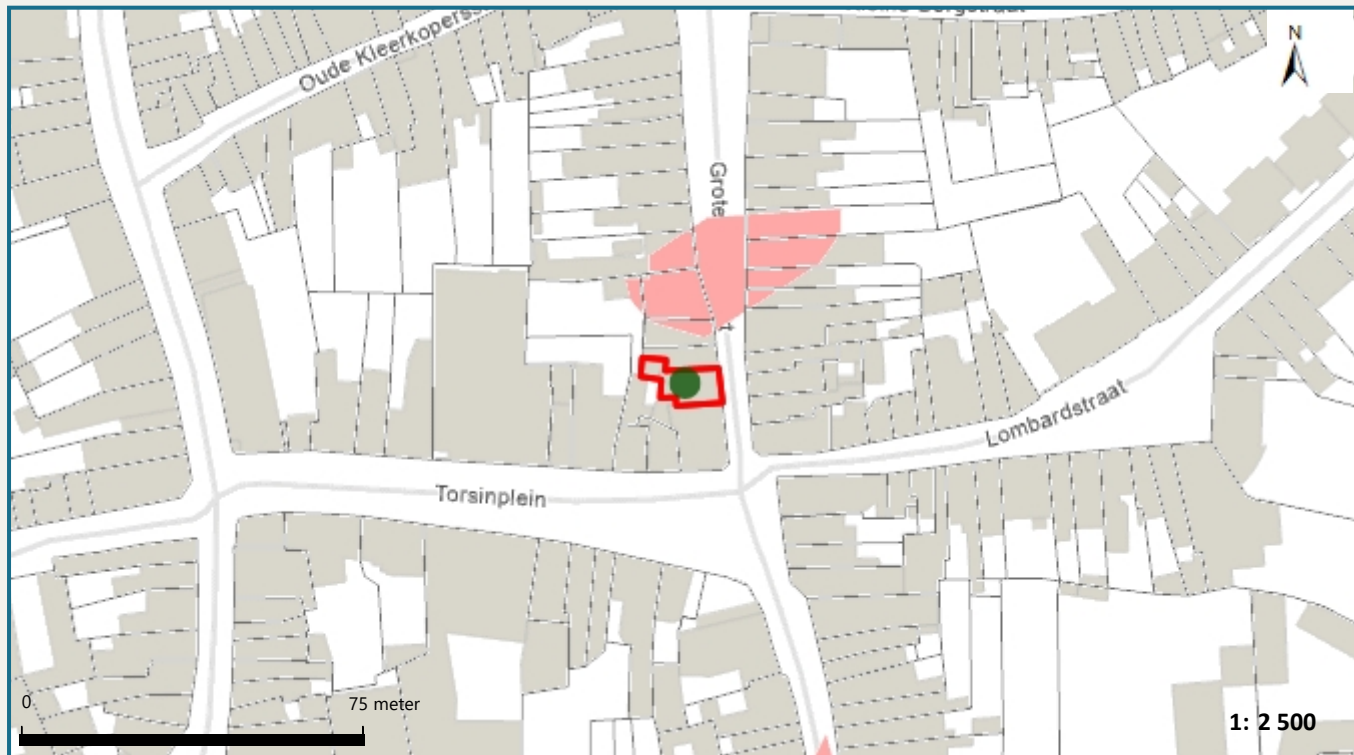 Oude Kleerkopers
N
Grote
Lombardstraat
Torsinplein
0
75 meter
1: 2 500